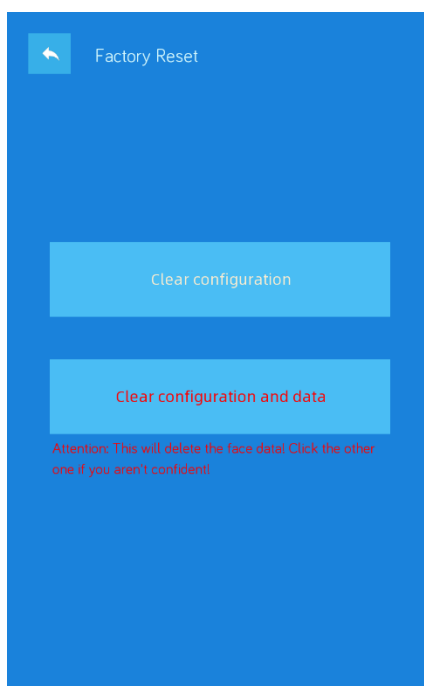 Factory Reset
Clear configuration
Clear configuration and data
Attention: This will delete the face data! Click the other
one if you aren't confident!